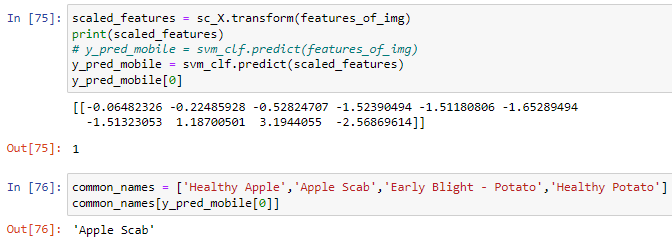 In [75]: scaled_features = sc_X.transform(features_of_img)
print(scaled_features)
# y_pred_mobile = svm_clf.predict(features_of_img)
y_pred_mobile = svm_clf.predict(scaled_features)
y_pred_mobile[0]
[[-0.06482326 -0.22485928 -0.52824707 -1.52390494 -1.51180806 -1.65289494
-1.51323053 1.18700501 3.1944055 -2.56869614]]
Out[75]: 1
In [76]: common_names = ['Healthy Apple','Apple Scab','Early Blight - Potato','Healthy Potato']
common_names[y_pred_mobile[0]]
Out[76]: 'Apple Scab'